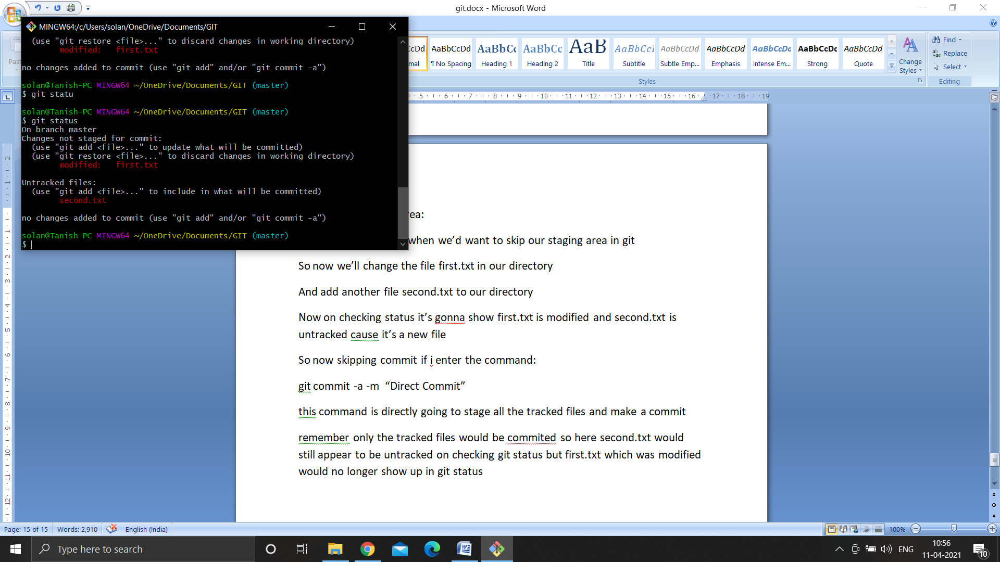 git.docx - Microsoft Word
MINGW64:/c/Users/solan/OneDrive/Documents/GIT
(use "git restore <file>..." to discard changes in working directory)
modified: first.txt
no changes added to commit (use "git add" and/or "git commit -a")
solan@Tanish-PC MINGW64 ~/OneDrive/Documents/GIT (master)
$ git statu
solan@Tanish-PC MINGW64 ~/OneDrive/Documents/GIT (master)
$ git status
On branch master
Changes not staged for commit:
(use "git add <file>..." to update what will be committed)
(use "git restore <file>..." to discard changes in working directory)
modified: first.txt
Untracked files:
(use "git add <file>..." to include in what will be committed)
second.txt
no changes added to commit (use "git add" and/or "git commit -a")
solan@Tanish-PC MINGW64 ~/OneDrive/Documents/GIT (master)
$
Past
CcDd AaBbCcDd AaBbCc AaBbCc AaB AaBbCcI AaBbCcDd AaBbCcDd AaBbCcDd AaBbCcDc AaBbCcDd
mal ¶ No Spacing Heading 1 Heading 2 Title Subtitle Subtle Emp... Emphasis Intense Em... Strong Quote
Change Styles
Styles
Find
Replace
Select
Editing
5 6 7 8 9 10 11 12 13 14 15 16 17 18 19
2 1 1 2 3 4 5 6 7 8 9 10 11 12
rea:
when we’d want to skip our staging area in git
So now we’ll change the file first.txt in our directory
And add another file second.txt to our directory
Now on checking status it’s gonna show first.txt is modified and second.txt is
untracked cause it’s a new file
So now skipping commit if i enter the command:
git commit -a -m “Direct Commit”
this command is directly going to stage all the tracked files and make a commit
remember only the tracked files would be commited so here second.txt would
still appear to be untracked on checking git status but first.txt which was modified
would no longer show up in git status
Page: 15 of 15 Words: 2,910 English (India) 100%
Type here to search
ENG
10:56
11-04-2021
10